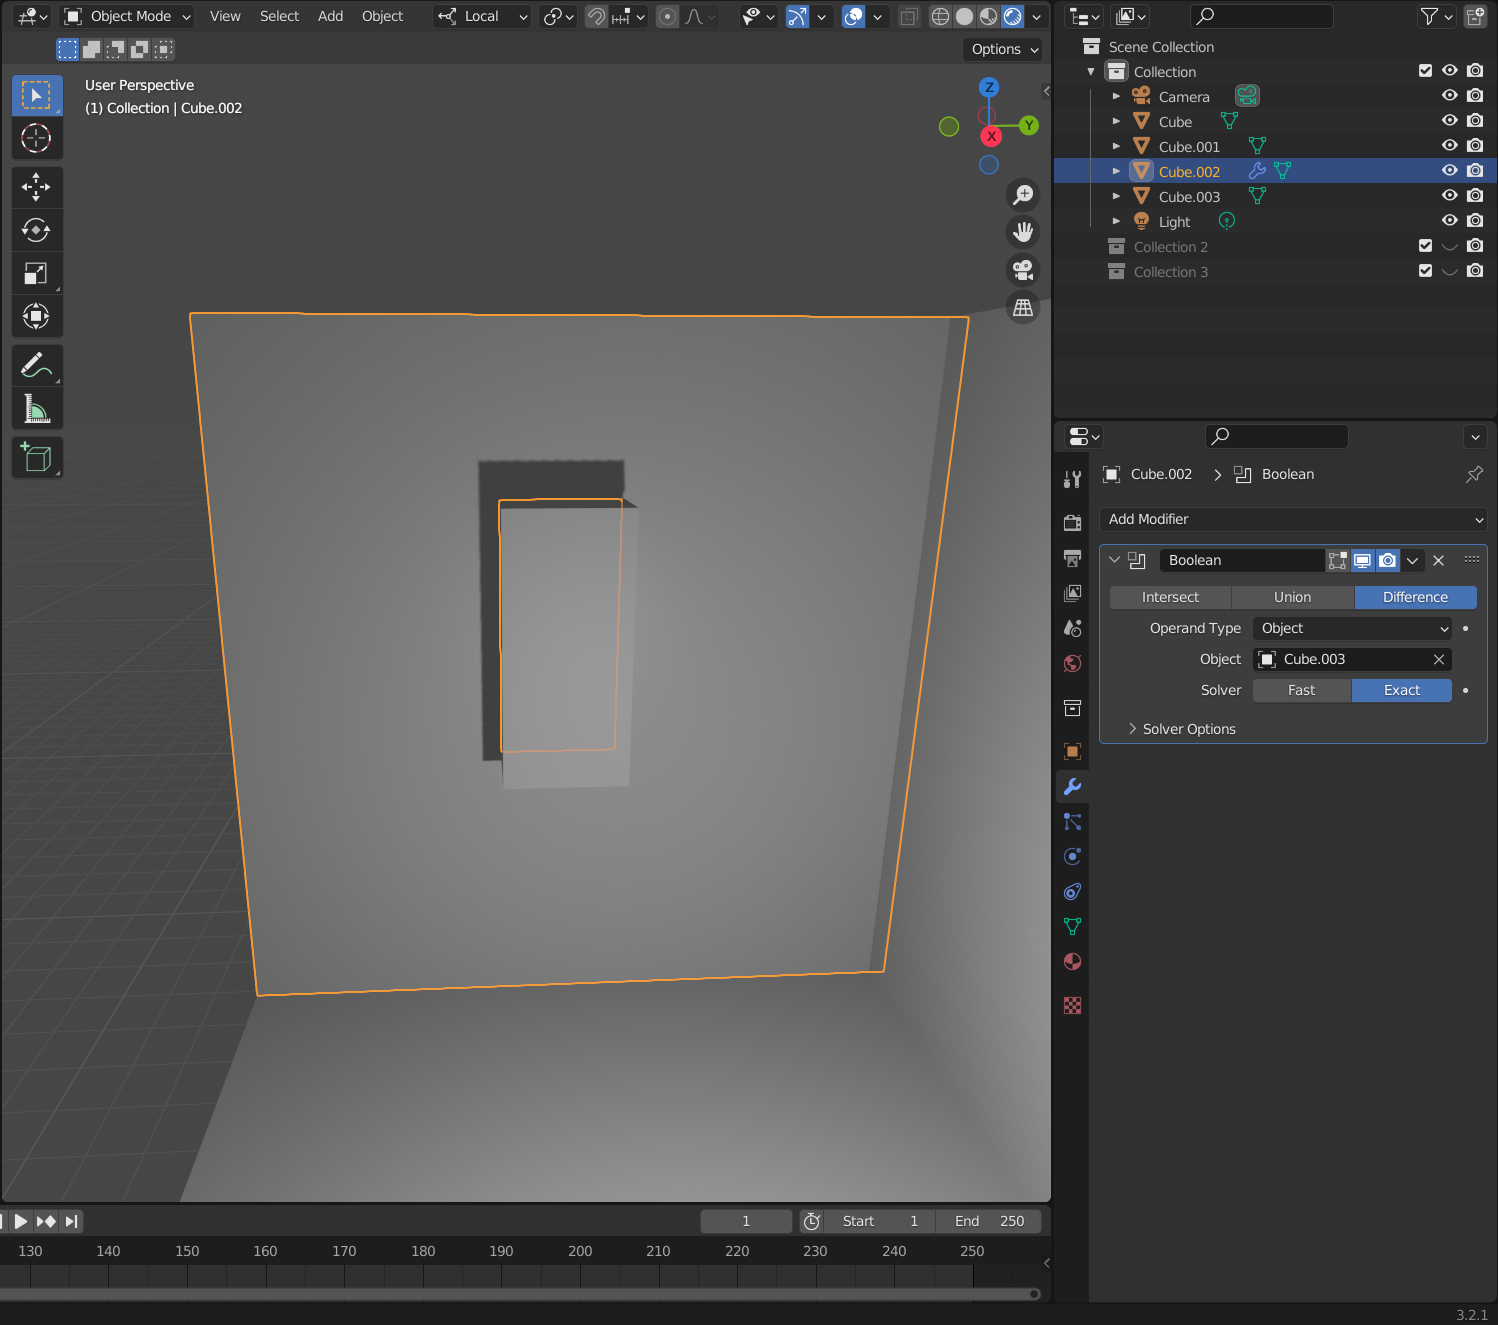 Object Mode View Select Add Object Local
Options
User Perspective
(1) Collection | Cube.002
Z
Y
X
Scene Collection
Collection
Camera
Cube
Cube.001
Cube.002
Cube.003
Light
Collection 2
Collection 3
Cube.002 Boolean
Add Modifier
Boolean
Intersect Union Difference
Operand Type Object
Object Cube.003
Solver Fast Exact
Solver Options
1 Start 1 End 250
130 140 150 160 170 180 190 200 210 220 230 240 250
3.2.1